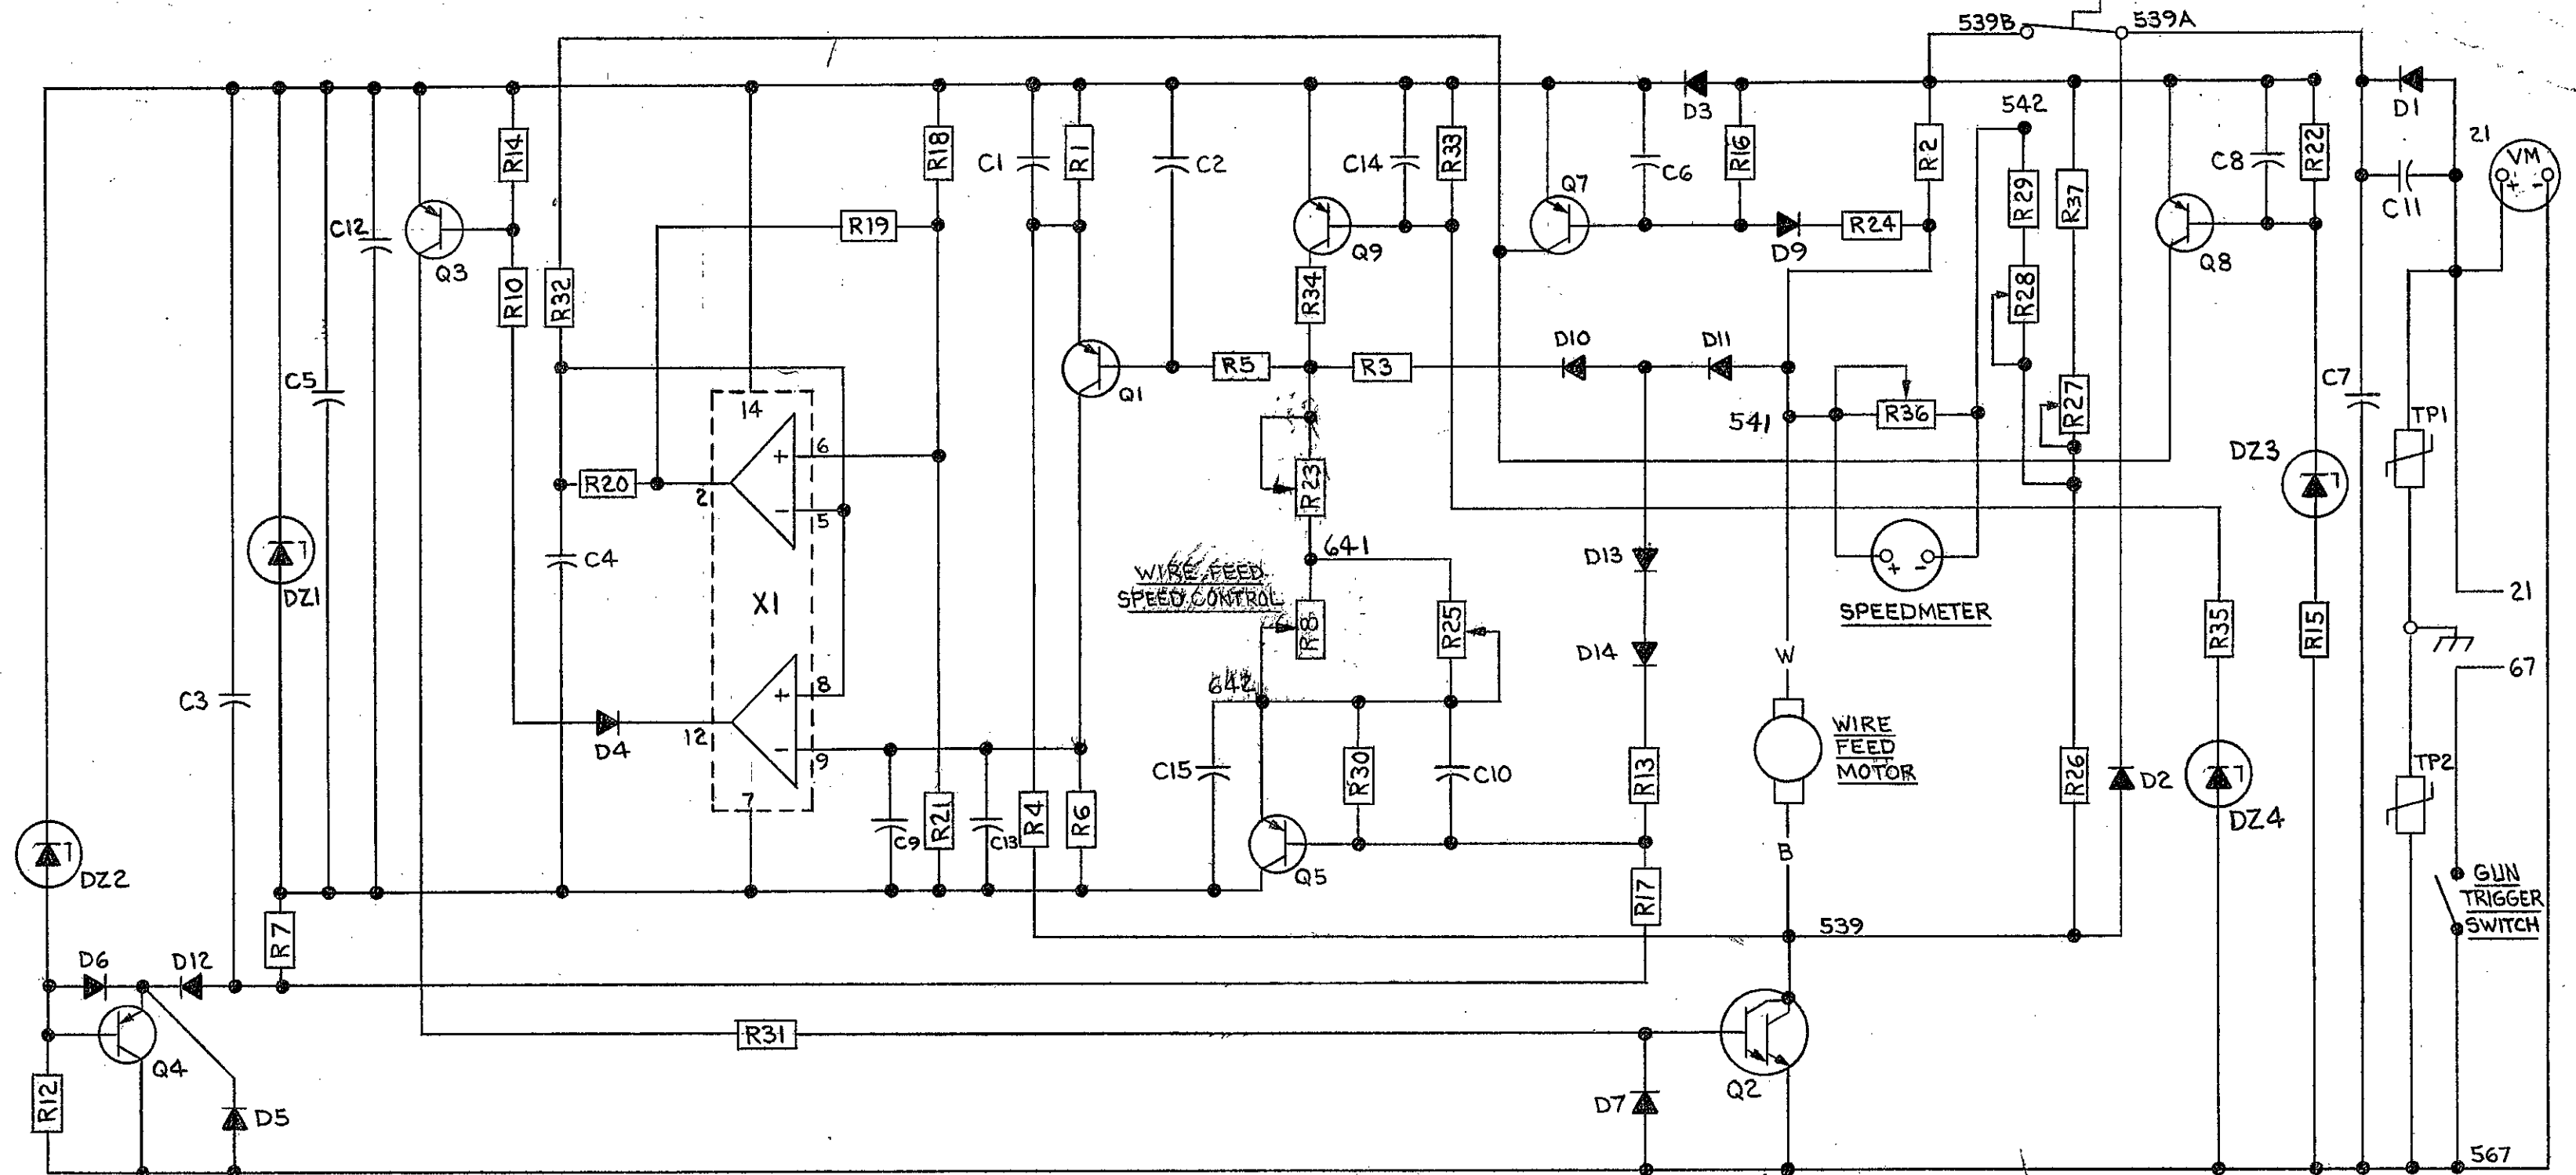 539B
539A
D3
D1
542
21
VM
+
-
R14
R18
C1
R1
C2
C14
R33
Q7
C6
R16
R2
R29
R37
C8
R22
C11
C12
R19
Q3
Q9
D9
R24
Q8
R10
R32
R34
R28
C5
14
Q1
R5
R3
D10
D11
541
R36
R27
C7
TP1
+
6
R20
2
-
5
R23
DZ3
C4
641
D13
+
-
DZ1
WIRE FEED
SPEED CONTROL
X1
R8
R25
SPEEDMETER
21
R35
R15
D14
W
67
642
C3
+
8
D4
12
-
9
WIRE
FEED
MOTOR
C15
R30
C10
R13
R26
D2
TP2
DZ4
7
C9
R21
C13
R4
R6
B
DZ2
Q5
R17
GUN
TRIGGER
SWITCH
R7
539
D6
D12
Q4
R31
Q2
R12
D5
D7
567